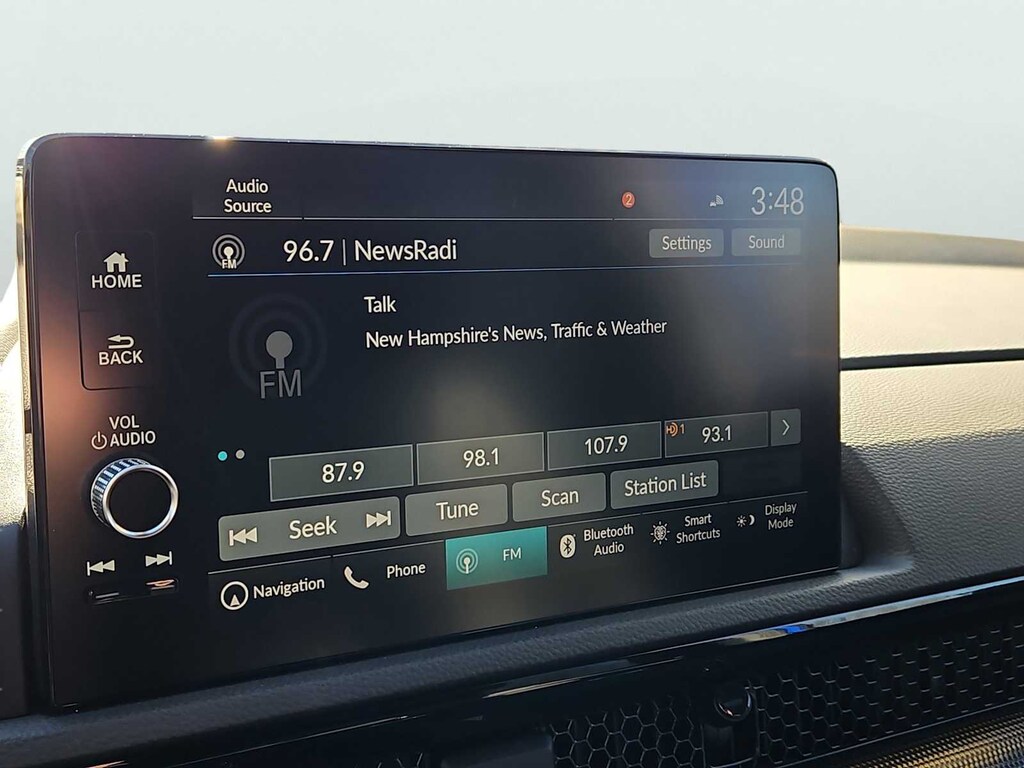 Audio
Source
2
3:48
FM
96.7 | NewsRadi
Settings
Sound
HOME
BACK
Talk
New Hampshire's News, Traffic & Weather
FM
VOL
AUDIO
87.9
98.1
107.9
HD 1
93.1
Seek
Tune
Scan
Station List
Navigation
Phone
FM
Bluetooth
Audio
Smart
Shortcuts
Display
Mode